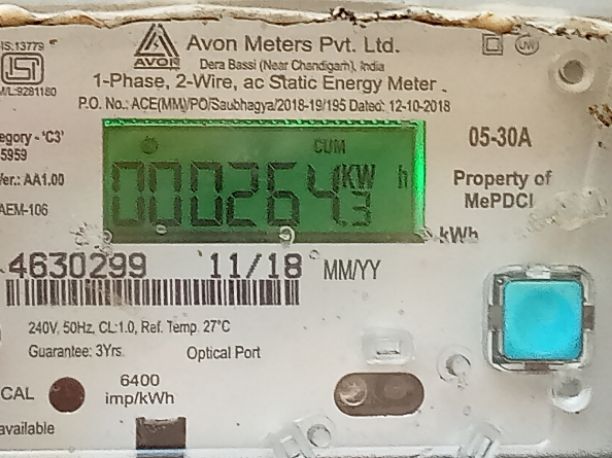 IS:13779
AVON
Avon Meters Pvt. Ltd.
Dera Bassi (Near Chandigarh), India
M/L:9281180
1-Phase, 2-Wire, ac Static Energy Meter
P.O. No.: ACE(MM)/PO/Saubhagya/2018-19/195 Dated: 12-10-2018
egory - 'C3'
5959
CUM
05-30A
000264.3 KW h
Ver.: AA1.00
AEM-106
Property of
MePDCl
kWh
4630299 11/18 MM/YY
240V, 50Hz, CL:1.0, Ref. Temp. 27°C
Guarantee: 3Yrs. Optical Port
CAL 6400
imp/kWh
available